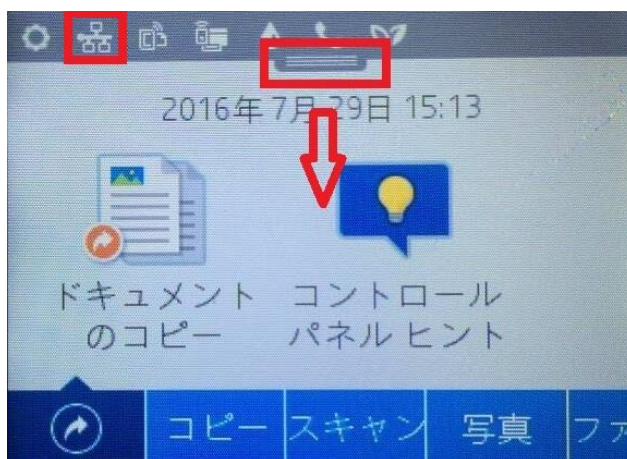 2016年7月29日 15:13
ドキュメント
のコピー
コントロール
パネル ヒント
コピー
スキャン
写真
ファ